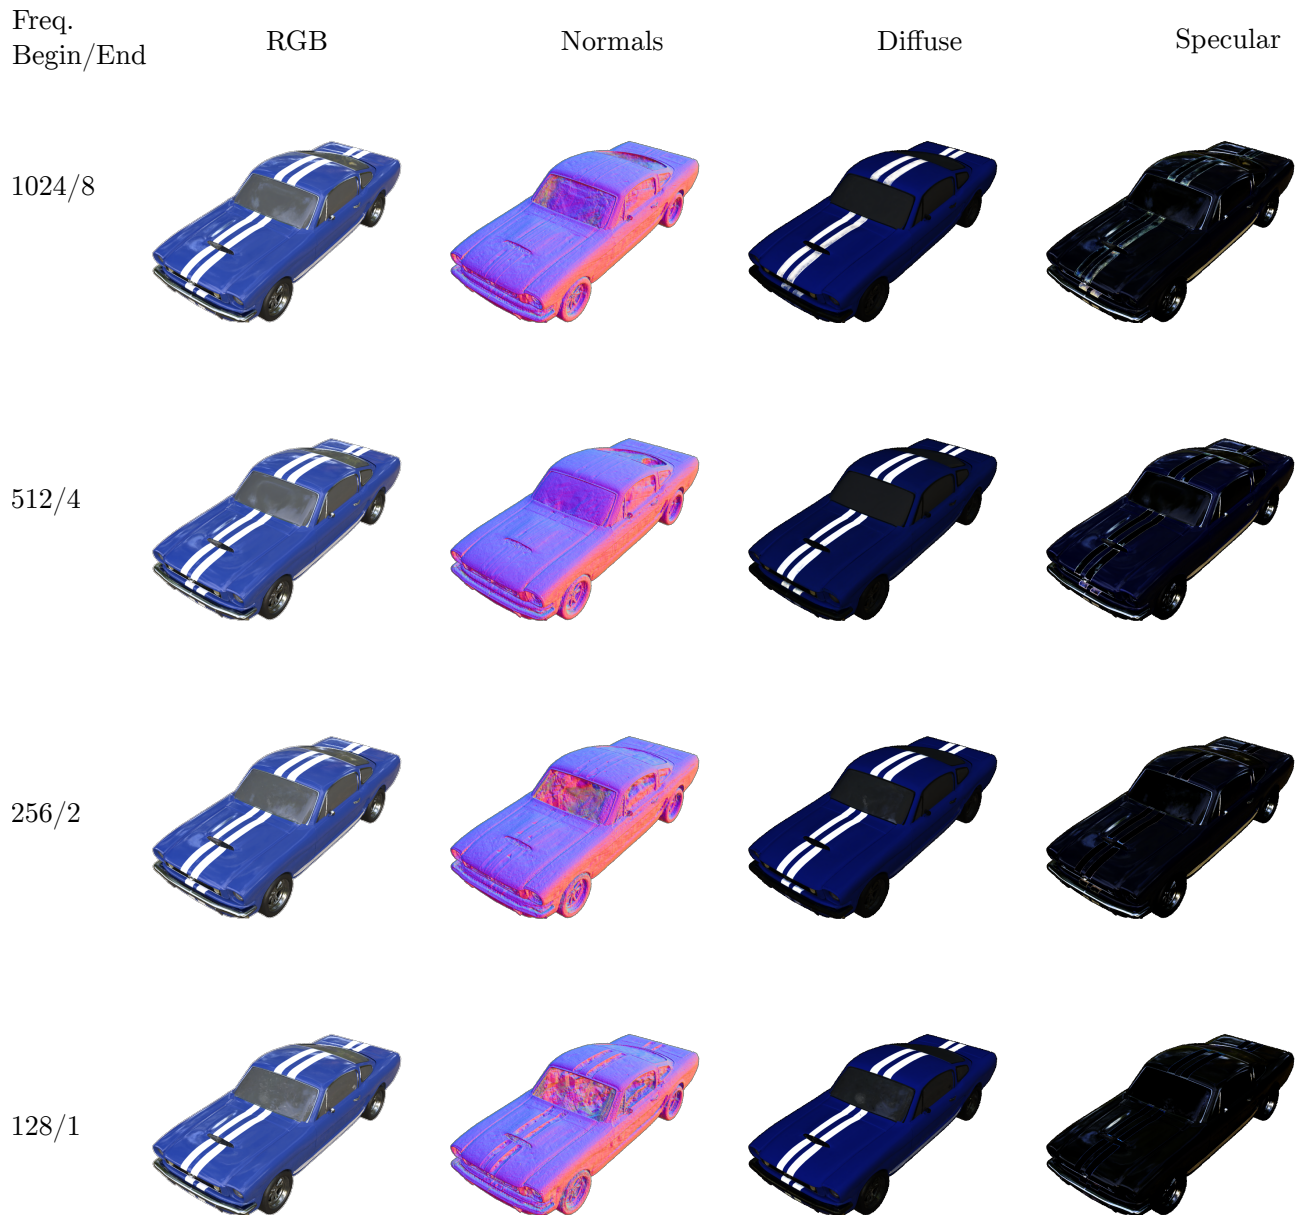 Freq.
Begin/End
RGB
Normals
Diffuse
Specular
1024/8
512/4
256/2
128/1